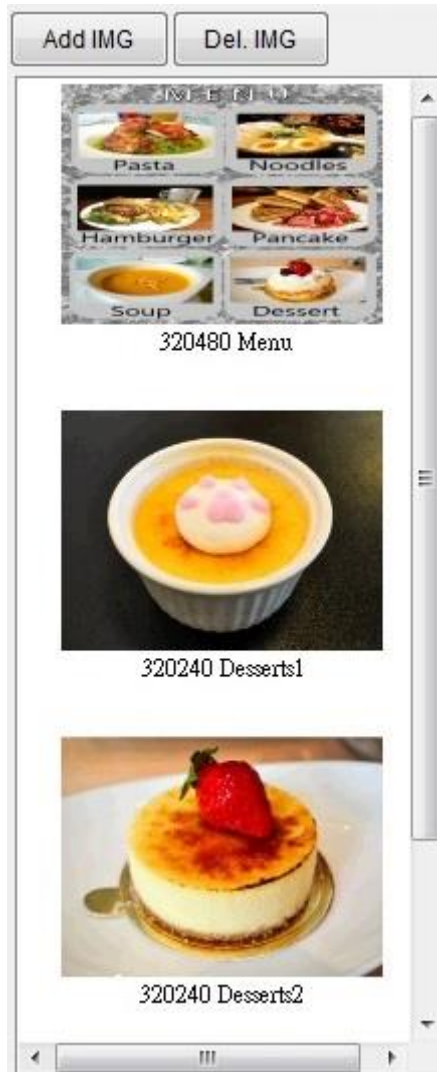 Add IMG Del. IMG
MENU
Pasta Noodles
Hamburger Pancake
Soup Dessert
320480 Menu
320240 Desserts1
320240 Desserts2